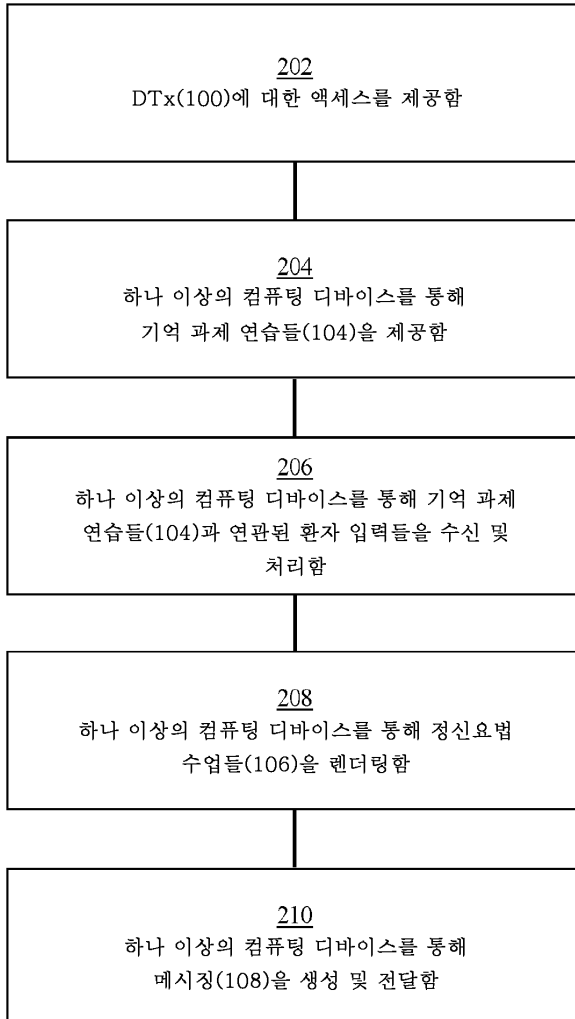 202
DTx(100)에 대한 액세스를 제공함
204
하나 이상의 컴퓨팅 디바이스를 통해
기억 과제 연습들(104)을 제공함
206
하나 이상의 컴퓨팅 디바이스를 통해 기억 과제
연습들(104)과 연관된 환자 입력들을 수신 및
처리함
208
하나 이상의 컴퓨팅 디바이스를 통해 정신요법
수업들(106)을 렌더링함
210
하나 이상의 컴퓨팅 디바이스를 통해
메시징(108)을 생성 및 전달함